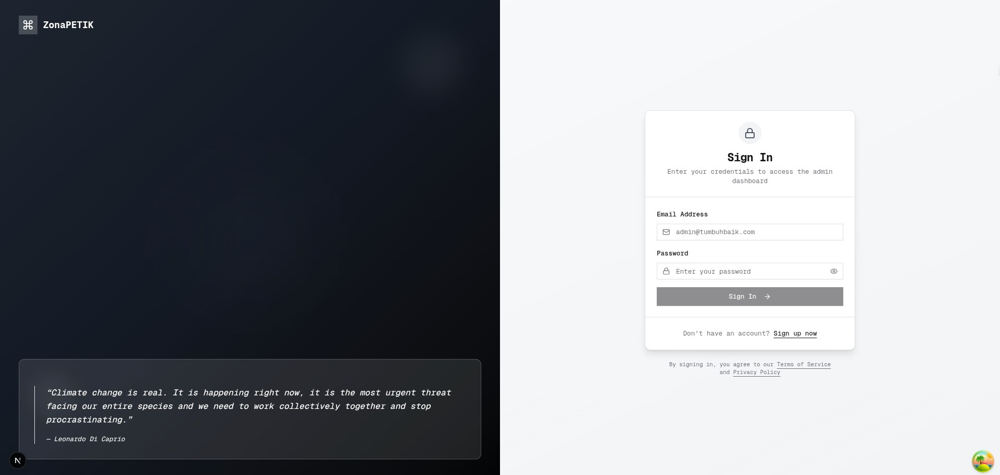 ZonaPETIK
“Climate change is real. It is happening right now, it is the most urgent threat
facing our entire species and we need to work collectively together and stop
procrastinating.”
— Leonardo Di Caprio
N
Sign In
Enter your credentials to access the admin
dashboard
Email Address
admin@tumbuhbaik.com
Password
Enter your password
Sign In
Don't have an account? Sign up now
By signing in, you agree to our Terms of Service
and Privacy Policy